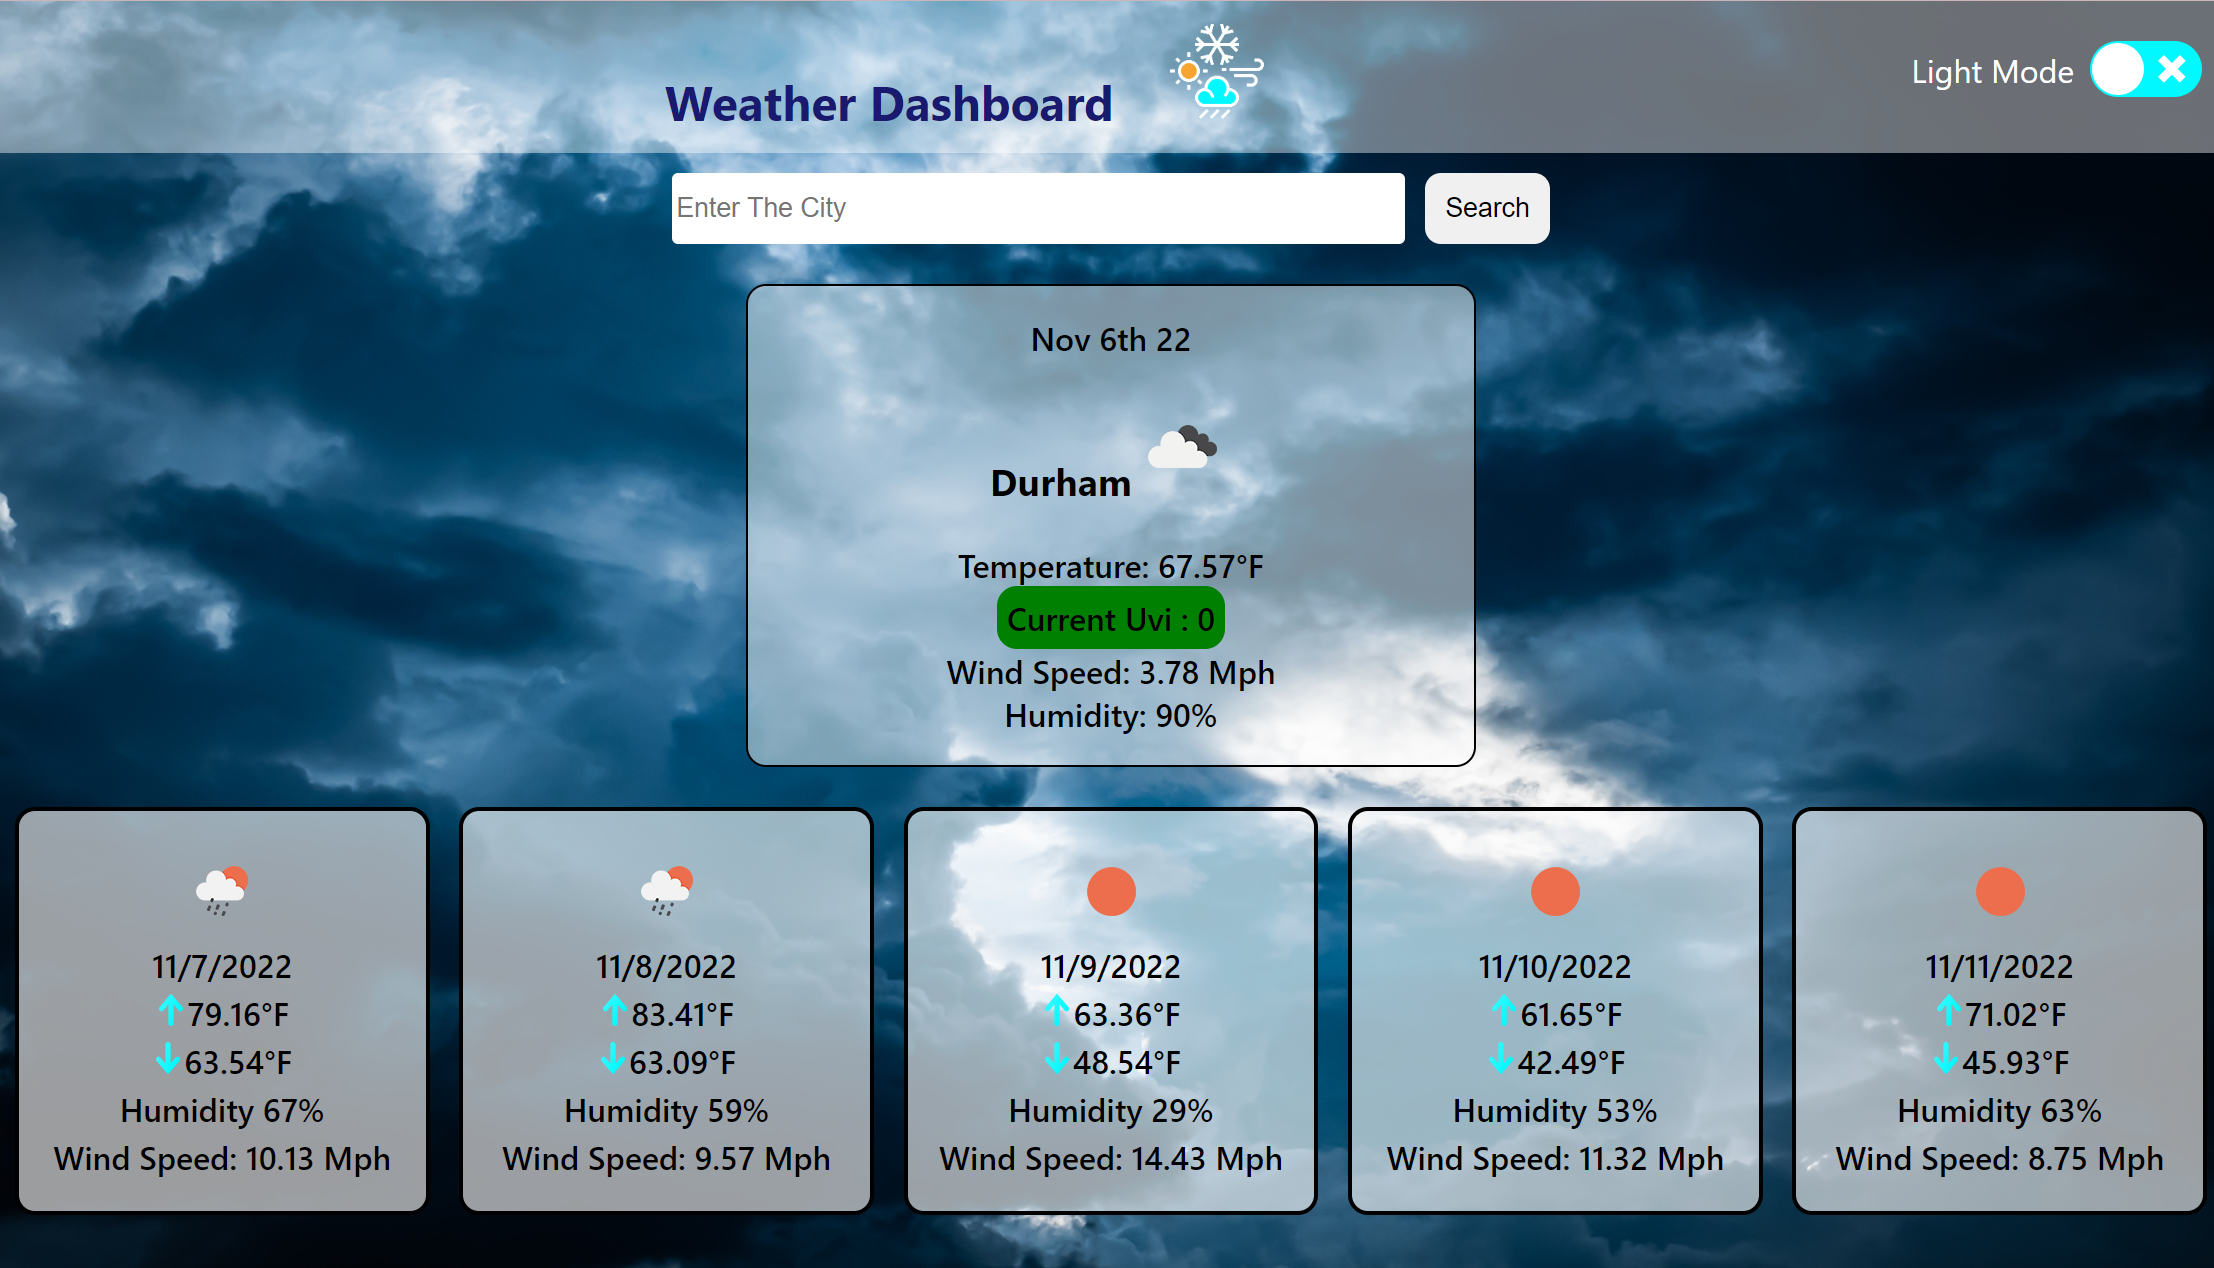 Weather Dashboard
Light Mode
Enter The City
Search
Nov 6th 22
Durham
Temperature: 67.57°F
Current Uvi : 0
Wind Speed: 3.78 Mph
Humidity: 90%
11/7/2022
↑79.16°F
↓63.54°F
Humidity 67%
Wind Speed: 10.13 Mph
11/8/2022
↑83.41°F
↓63.09°F
Humidity 59%
Wind Speed: 9.57 Mph
11/9/2022
↑63.36°F
↓48.54°F
Humidity 29%
Wind Speed: 14.43 Mph
11/10/2022
↑61.65°F
↓42.49°F
Humidity 53%
Wind Speed: 11.32 Mph
11/11/2022
↑71.02°F
↓45.93°F
Humidity 63%
Wind Speed: 8.75 Mph